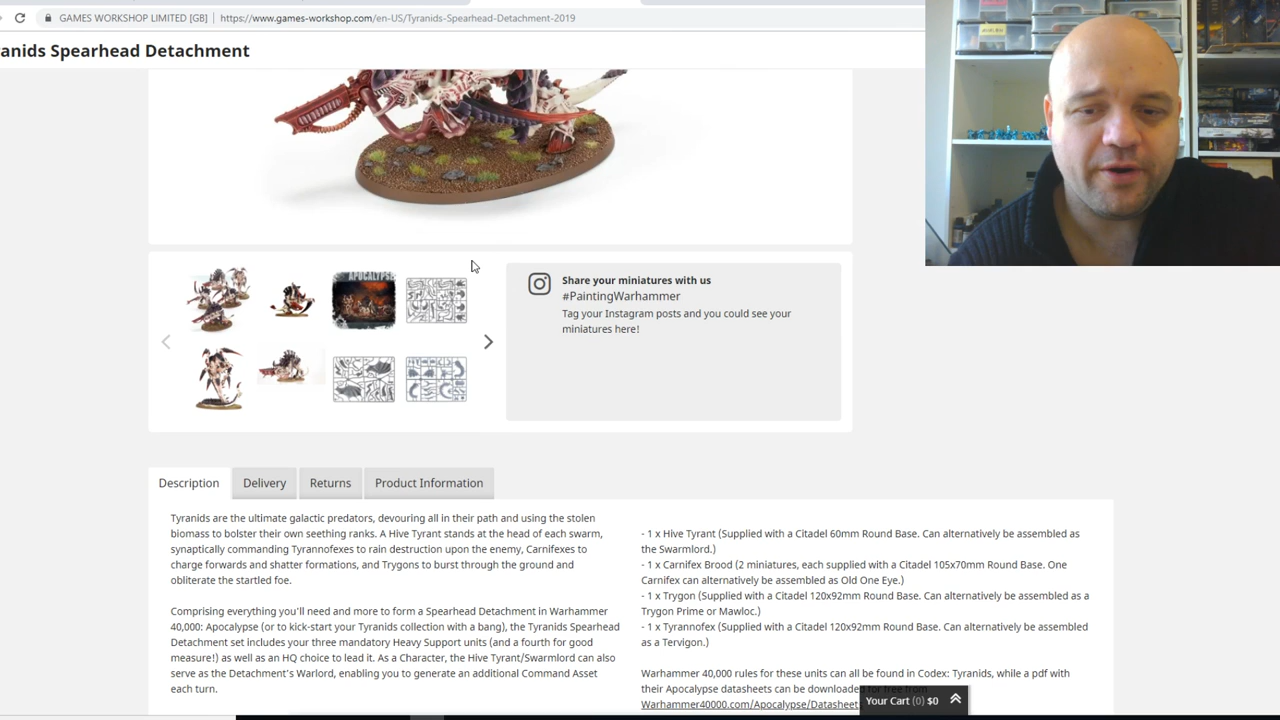 GAMES WORKSHOP LIMITED [GB]
https://www.games-workshop.com/en-US/Tyranids-Spearhead-Detachment-2019
anids Spearhead Detachment
APOCALYPSE
Share your miniatures with us
#PaintingWarhammer
Tag your Instagram posts and you could see your
miniatures here!
Description
Delivery
Returns
Product Information
Tyranids are the ultimate galactic predators, devouring all in their path and using the stolen
biomass to bolster their own seething ranks. A Hive Tyrant stands at the head of each swarm,
synaptically commanding Tyrannofexes to rain destruction upon the enemy, Carnifexes to
charge forwards and shatter formations, and Trygons to burst through the ground and
obliterate the startled foe.
Comprising everything you'll need and more to form a Spearhead Detachment in Warhammer
40,000: Apocalypse (or to kick-start your Tyranids collection with a bang), the Tyranids Spearhead
Detachment set includes your three mandatory Heavy Support units (and a fourth for good
measure!) as well as an HQ choice to lead it. As a Character, the Hive Tyrant/Swarmlord can also
serve as the Detachment's Warlord, enabling you to generate an additional Command Asset
each turn.
- 1 x Hive Tyrant (Supplied with a Citadel 60mm Round Base. Can alternatively be assembled as
the Swarmlord.)
- 1 x Carnifex Brood (2 miniatures, each supplied with a Citadel 105x70mm Round Base. One
Carnifex can alternatively be assembled as Old One Eye.)
- 1 x Trygon (Supplied with a Citadel 120x92mm Round Base. Can alternatively be assembled as a
Trygon Prime or Mawloc.)
- 1 x Tyrannofex (Supplied with a Citadel 120x92mm Round Base. Can alternatively be assembled
as a Tervigon.)
Warhammer 40,000 rules for these units can all be found in Codex: Tyranids, while a pdf with
their Apocalypse datasheets can be downloaded for free from
Warhammer40000.com/Apocalypse/Datasheet
Your Cart (0) $0